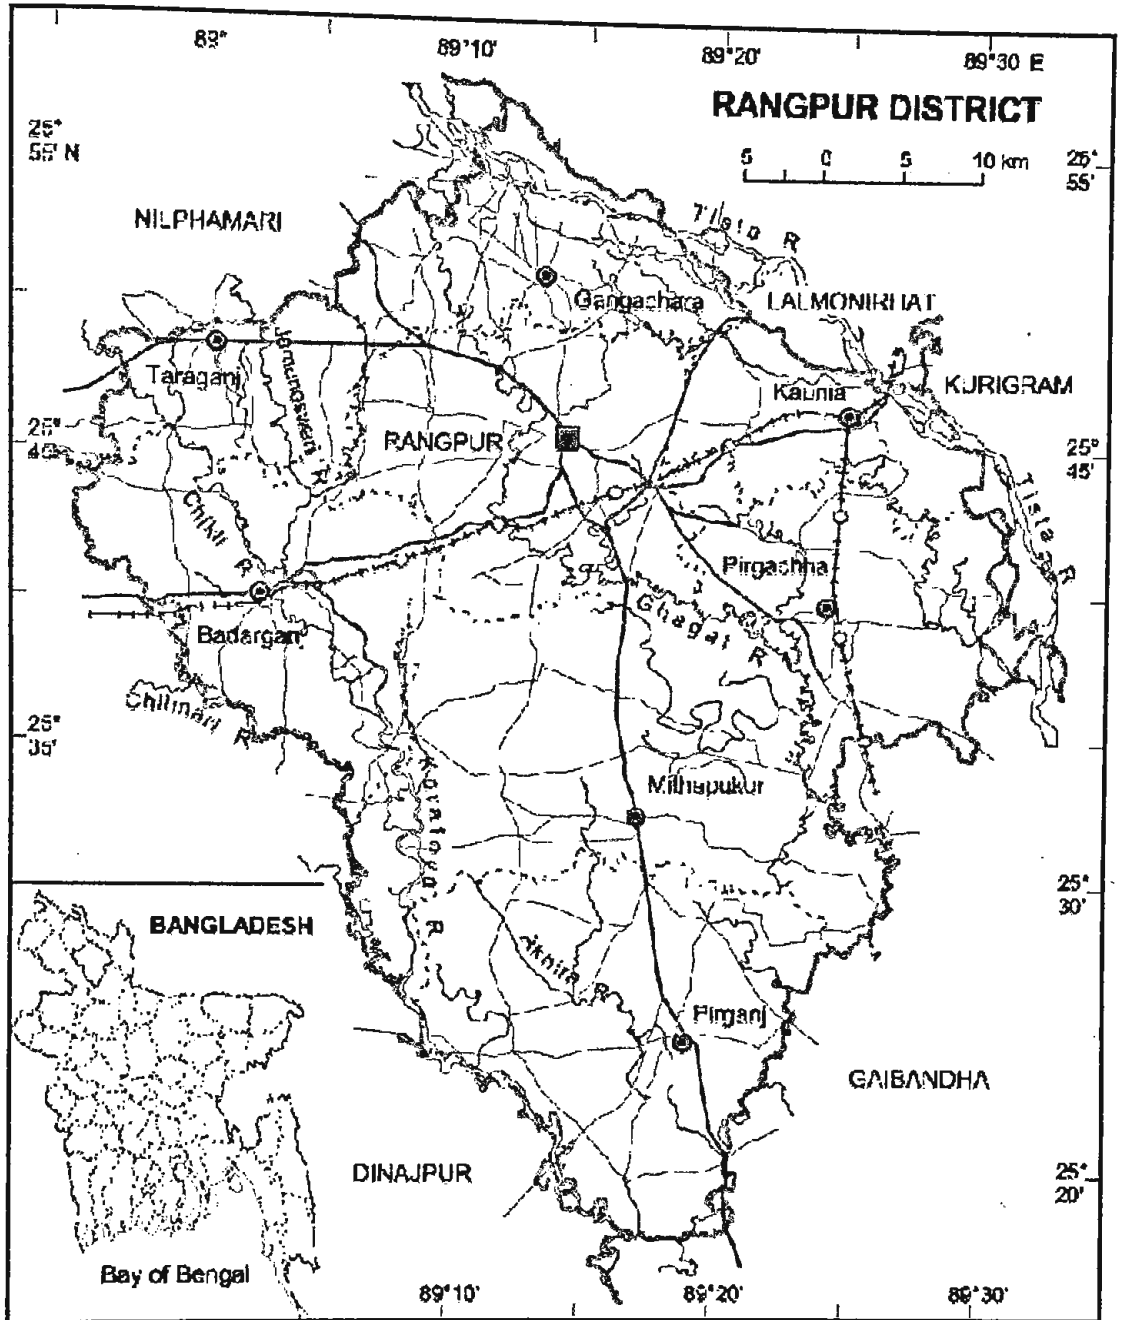 89°
89°10'
89°20'
89°30 E
RANGPUR DISTRICT
25°
55' N
5 0 5 10 km
25°
55'
NILPHAMARI
Tista R
Gangachara
LALMONIRHAT
Taraganj
Jamuneswari R
Kaunia
KURIGRAM
RANGPUR
25°
45'
25°
45'
Chikli R
Tista R
Pirgachha
Badarganj
Ghagat R
Chilmari R
25°
35'
Mithapukur
25°
30'
BANGLADESH
Akhira R
Pirganj
GAIBANDHA
DINAJPUR
25°
20'
Bay of Bengal
89°10'
89°20'
89°30'